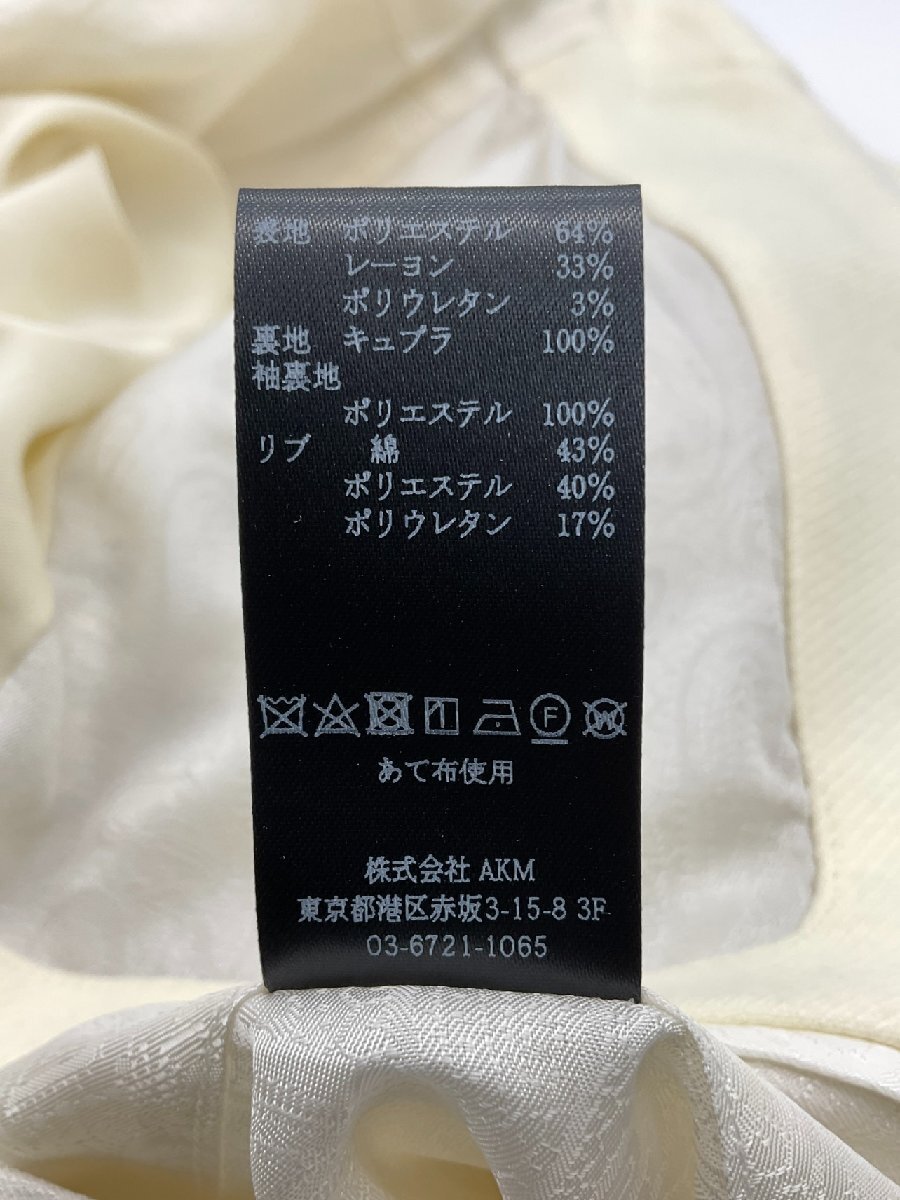 表地 ポリエステル 64%
レーヨン 33%
ポリウレタン 3%
裏地 キュプラ 100%
袖裏地
ポリエステル 100%
リブ 綿 43%
ポリエステル 40%
ポリウレタン 17%
F W
あて布使用
株式会社 AKM
東京都港区赤坂3-15-8 3F
03-6721-1065